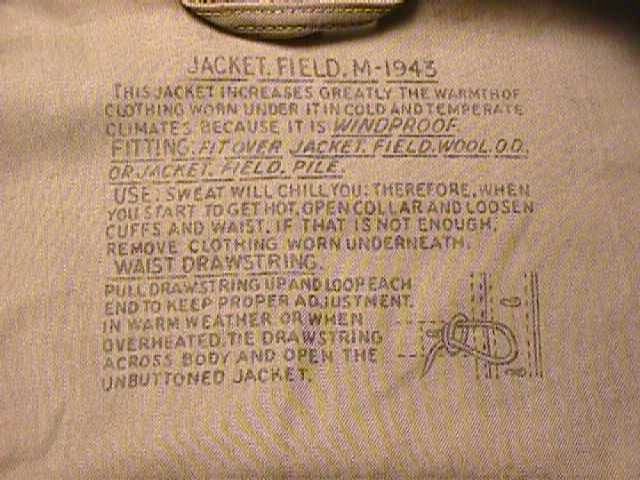 JACKET, FIELD, M-1943
THIS JACKET INCREASES GREATLY THE WARMTH OF
CLOTHING WORN UNDER IT IN COLD AND TEMPERATE
CLIMATES BECAUSE IT IS WINDPROOF.
FITTING: FIT OVER JACKET, FIELD, WOOL, O.D.
OR JACKET, FIELD, PILE.
USE: SWEAT WILL CHILL YOU; THEREFORE, WHEN
YOU START TO GET HOT, OPEN COLLAR AND LOOSEN
CUFFS AND WAIST. IF THAT IS NOT ENOUGH,
REMOVE CLOTHING WORN UNDERNEATH.
WAIST DRAWSTRING.
PULL DRAWSTRING UP AND LOOP EACH
END TO KEEP PROPER ADJUSTMENT.
IN WARM WEATHER OR WHEN
OVERHEATED, TIE DRAWSTRING
ACROSS BODY AND OPEN THE
UNBUTTONED JACKET.